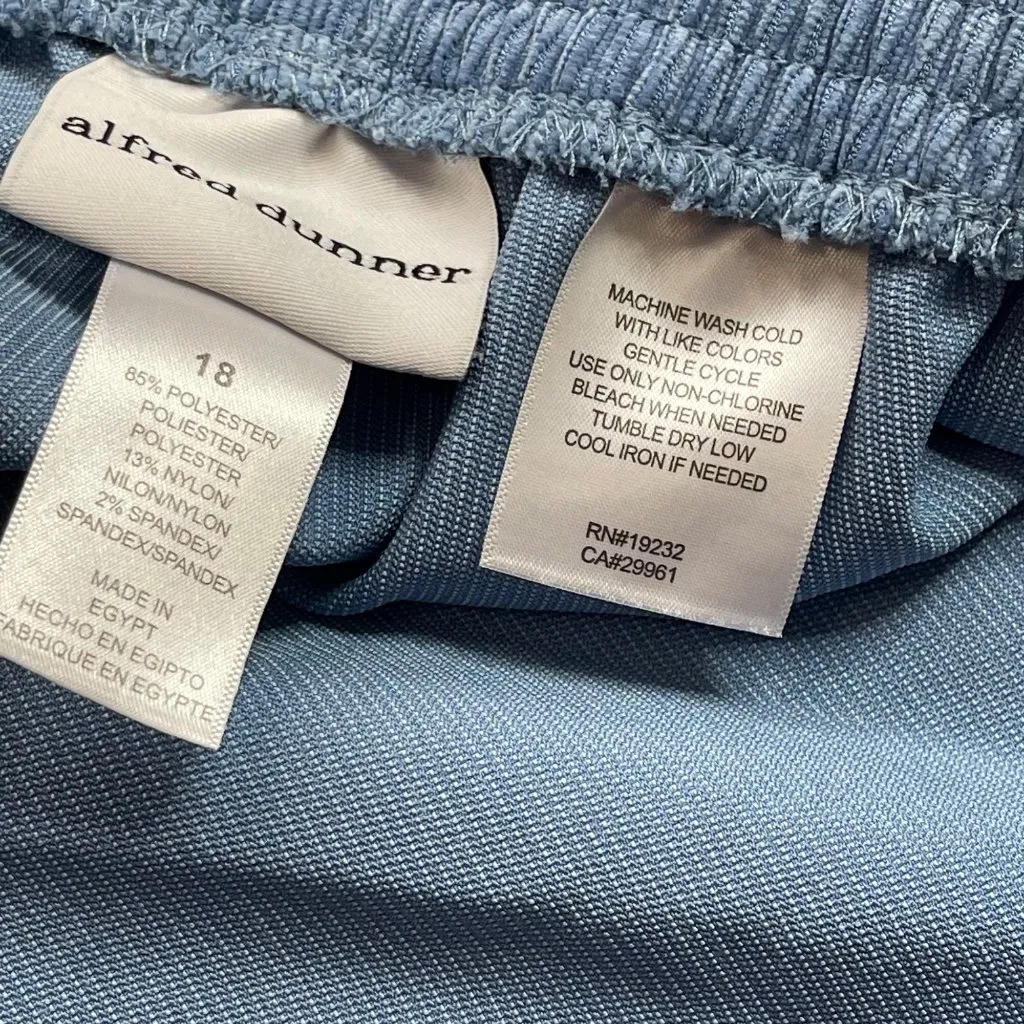 alfred dunner
18
85% POLYESTER/
POLIESTER/
POLYESTER
13% NYLON/
NILON/NYLON
2% SPANDEX/
SPANDEX/SPANDEX
MADE IN
EGYPT
HECHO EN EGIPTO
FABRIQUE EN EGYPTE
MACHINE WASH COLD
WITH LIKE COLORS
GENTLE CYCLE
USE ONLY NON-CHLORINE
BLEACH WHEN NEEDED
TUMBLE DRY LOW
COOL IRON IF NEEDED
RN#19232
CA#29961